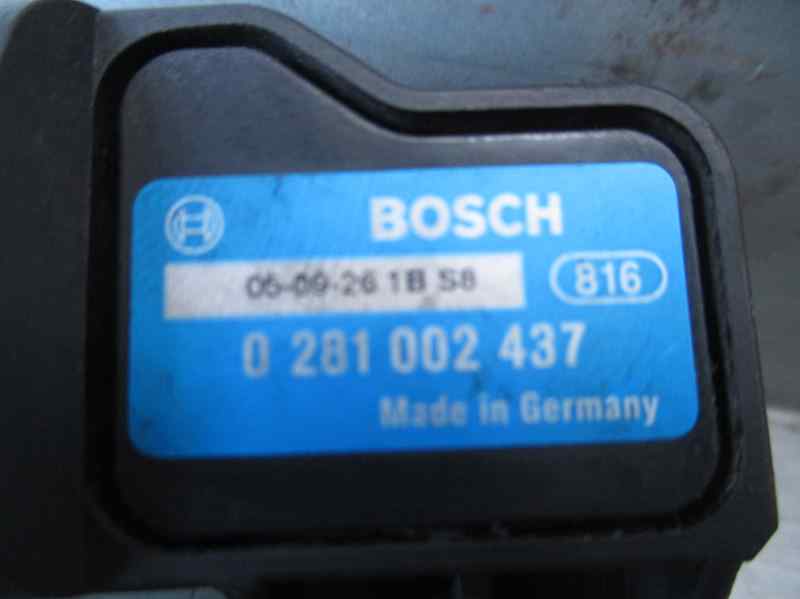 BOSCH
06-09-26 1B S8
816
0 281 002 437
Made in Germany